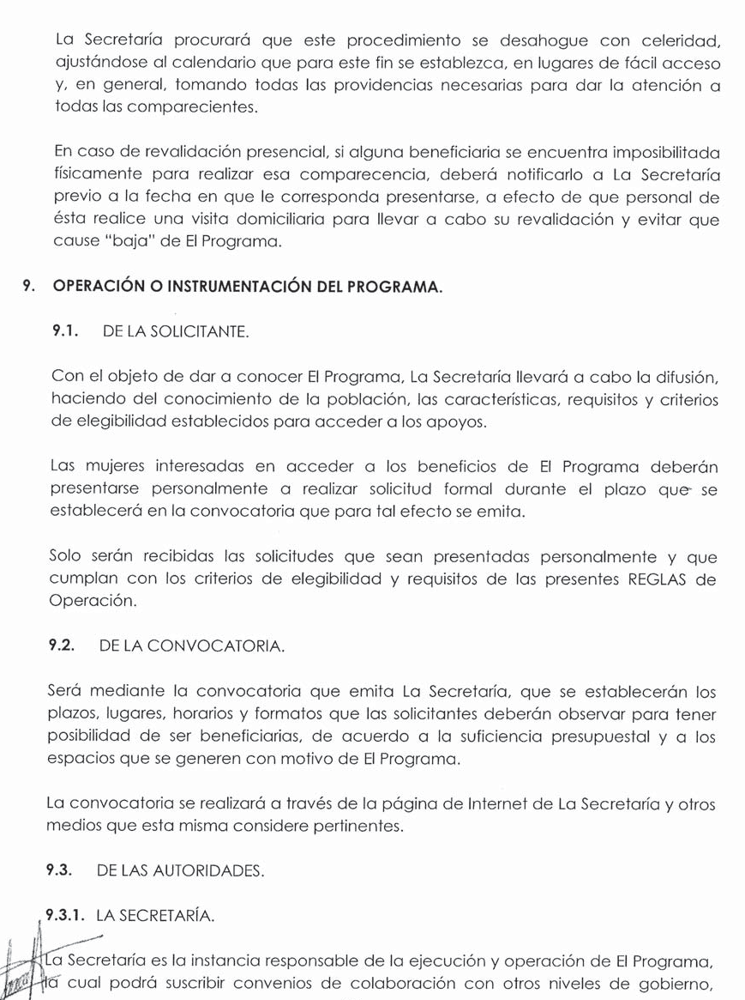 La Secretaría procurará que este procedimiento se desahogue con celeridad,
ajustándose al calendario que para este fin se establezca, en lugares de fácil acceso
y, en general, tomando todas las providencias necesarias para dar la atención a
todas las comparecientes.
En caso de revalidación presencial, si alguna beneficiaria se encuentra imposibilitada
físicamente para realizar esa comparecencia, deberá notificarlo a La Secretaría
previo a la fecha en que le corresponda presentarse, a efecto de que personal de
ésta realice una visita domiciliaria para llevar a cabo su revalidación y evitar que
cause "baja" de El Programa.
9. OPERACIÓN O INSTRUMENTACIÓN DEL PROGRAMA.
9.1. DE LA SOLICITANTE.
Con el objeto de dar a conocer El Programa, La Secretaría llevará a cabo la difusión,
haciendo del conocimiento de la población, las características, requisitos y criterios
de elegibilidad establecidos para acceder a los apoyos.
Las mujeres interesadas en acceder a los beneficios de El Programa deberán
presentarse personalmente a realizar solicitud formal durante el plazo que se
establecerá en la convocatoria que para tal efecto se emita.
Solo serán recibidas las solicitudes que sean presentadas personalmente y que
cumplan con los criterios de elegibilidad y requisitos de las presentes REGLAS de
Operación.
9.2. DE LA CONVOCATORIA.
Será mediante la convocatoria que emita La Secretaría, que se establecerán los
plazos, lugares, horarios y formatos que las solicitantes deberán observar para tener
posibilidad de ser beneficiarias, de acuerdo a la suficiencia presupuestal y a los
espacios que se generen con motivo de El Programa.
La convocatoria se realizará a través de la página de Internet de La Secretaría y otros
medios que esta misma considere pertinentes.
9.3. DE LAS AUTORIDADES.
9.3.1. LA SECRETARÍA.
La Secretaría es la instancia responsable de la ejecución y operación de El Programa,
la cual podrá suscribir convenios de colaboración con otros niveles de gobierno,